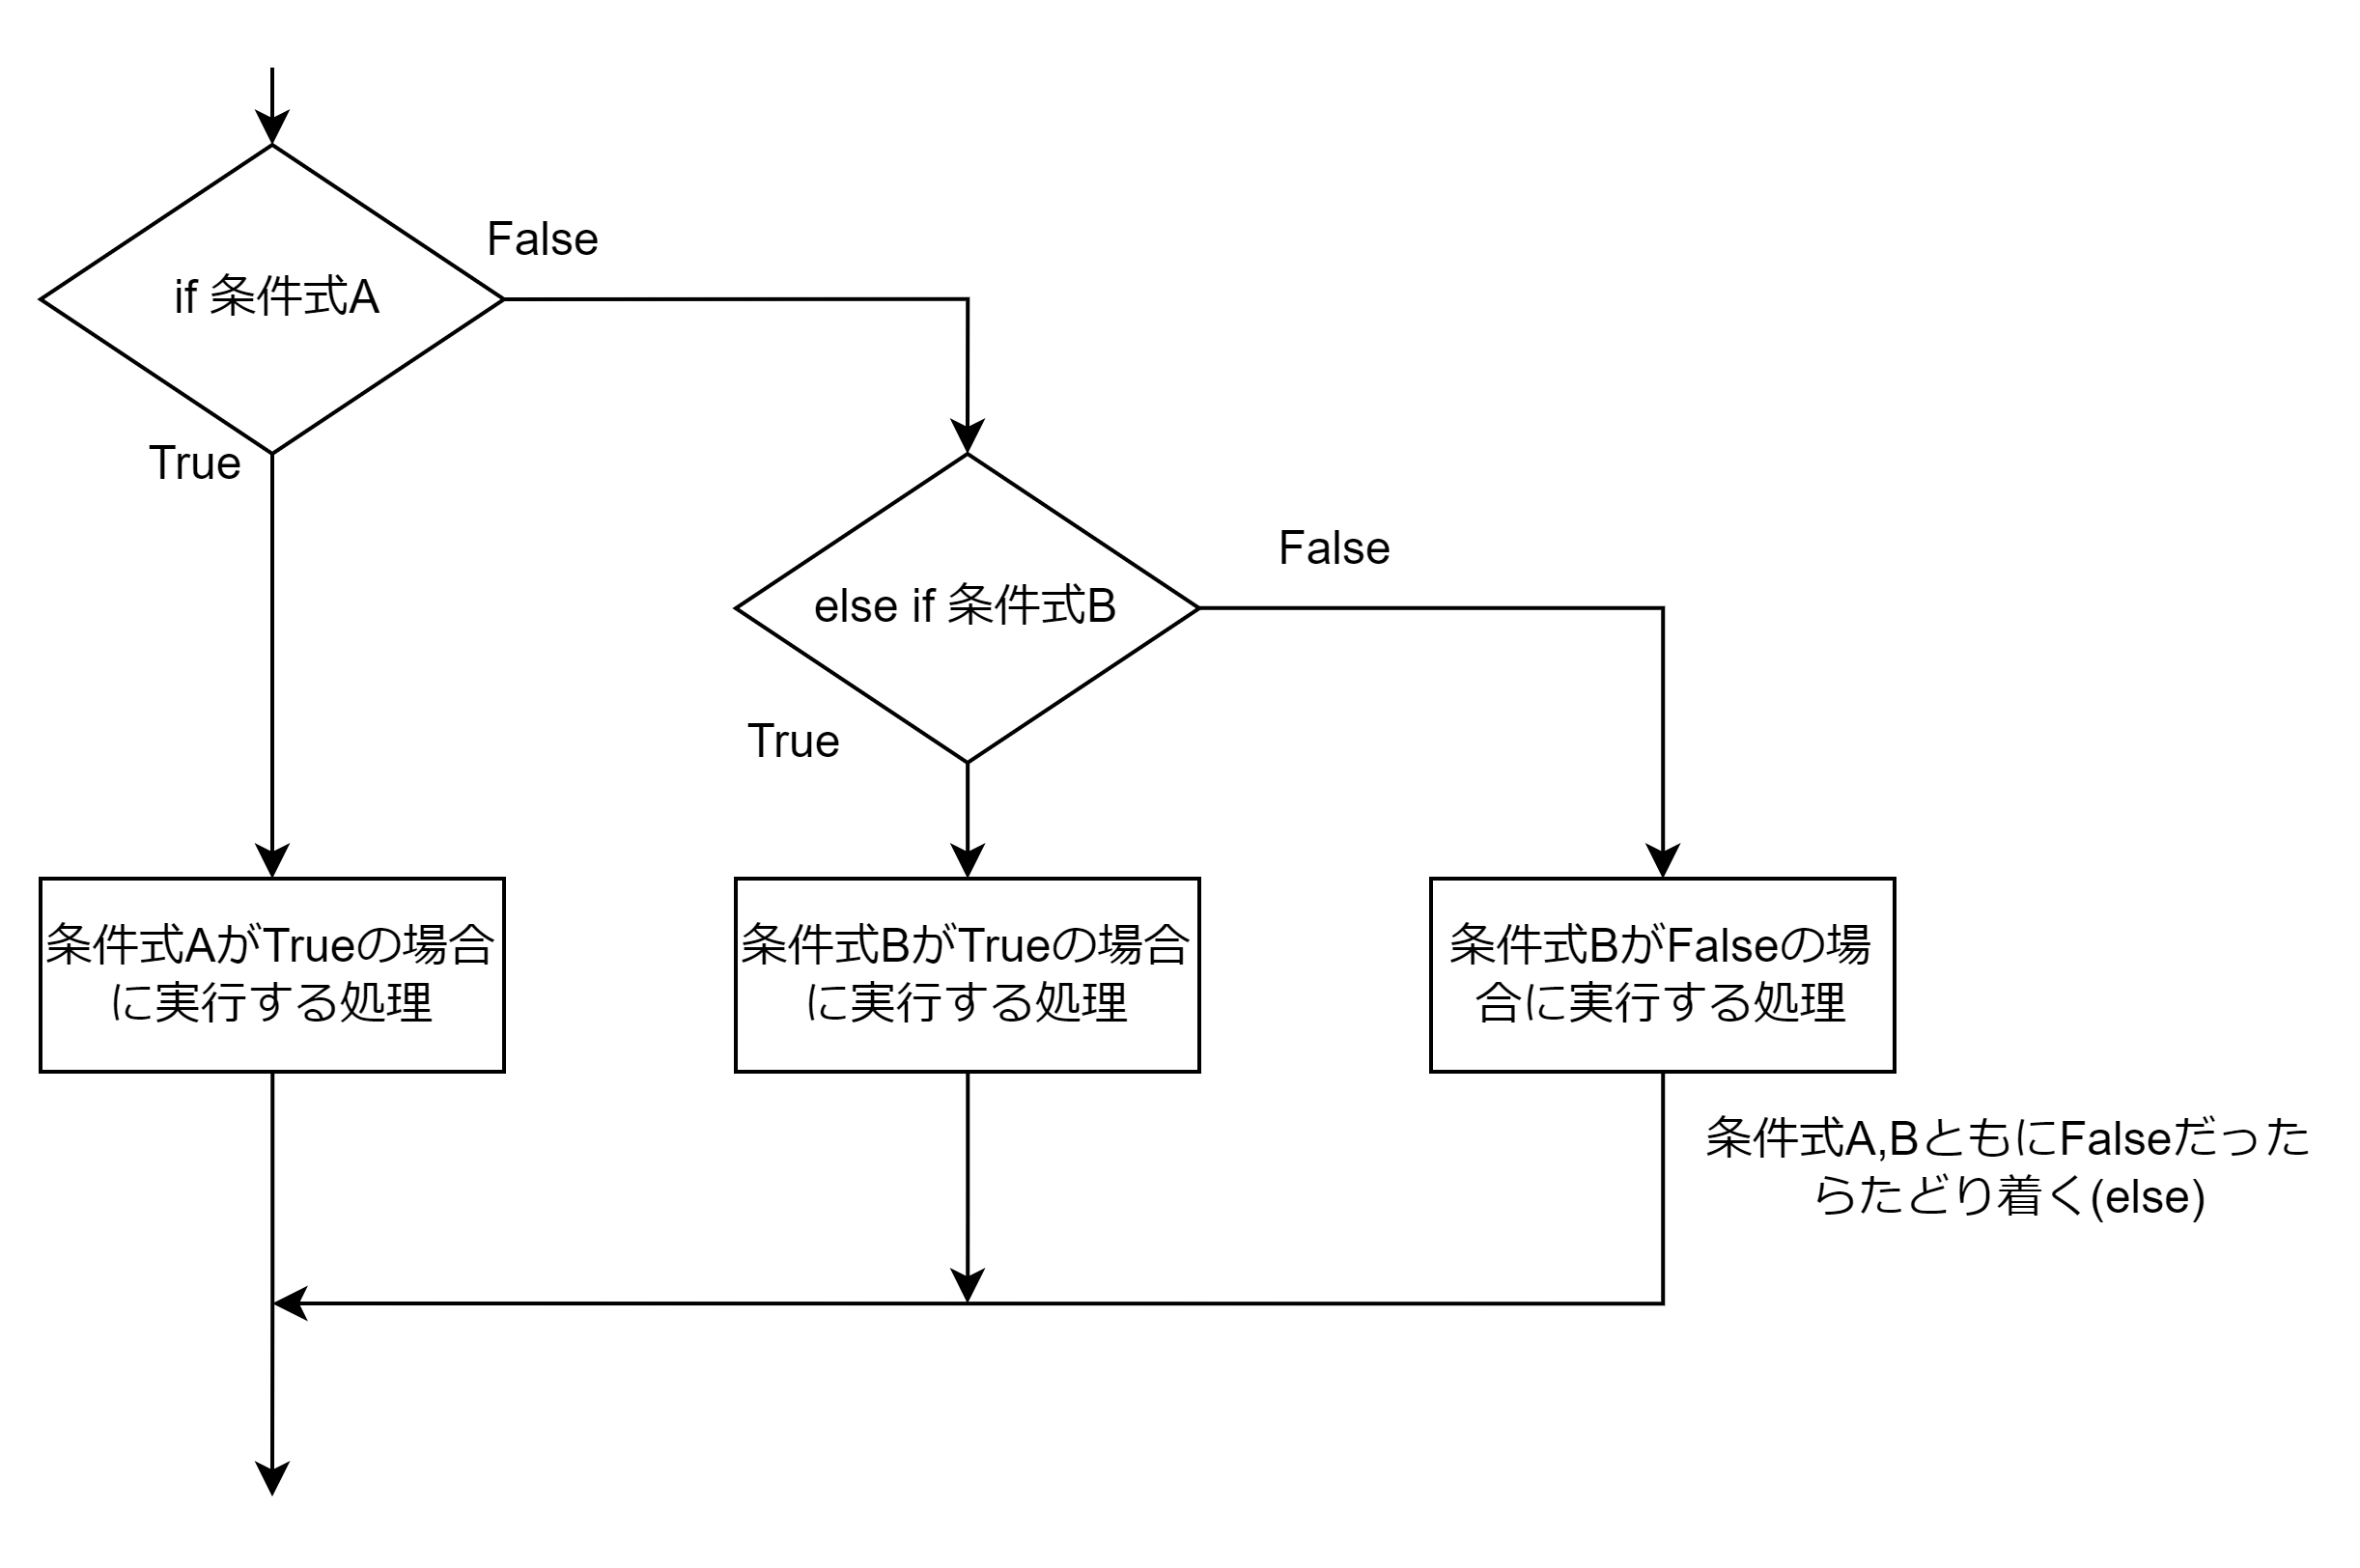 False
if 条件式A
True
False
else if 条件式B
True
条件式AがTrueの場合
に実行する処理
条件式BがTrueの場合
に実行する処理
条件式BがFalseの場
合に実行する処理
条件式A,BともにFalseだった
らたどり着く(else)